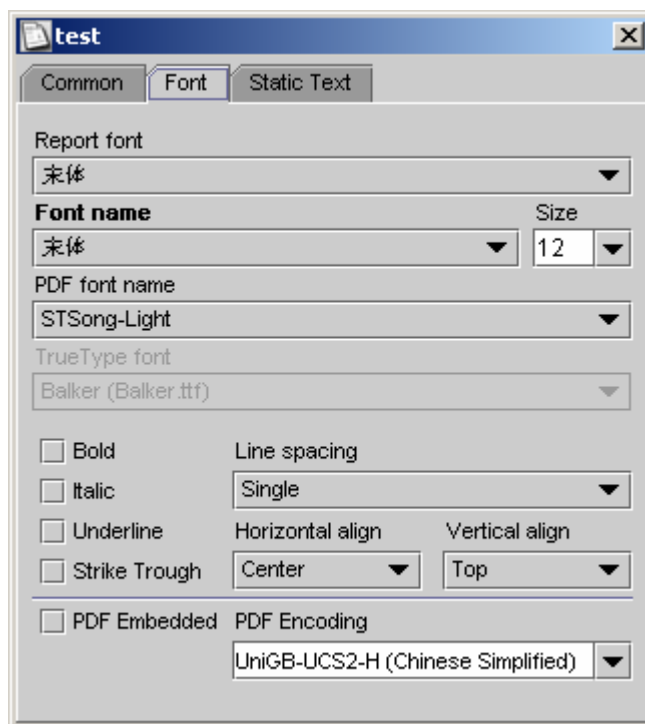 test
Common Font Static Text
Report font
宋体
Font name Size
宋体 12
PDF font name
STSong-Light
TrueType font
Balker (Balker.ttf)
Bold Line spacing
Italic Single
Underline Horizontal align Vertical align
Strike Trough Center Top
PDF Embedded PDF Encoding
UniGB-UCS2-H (Chinese Simplified)